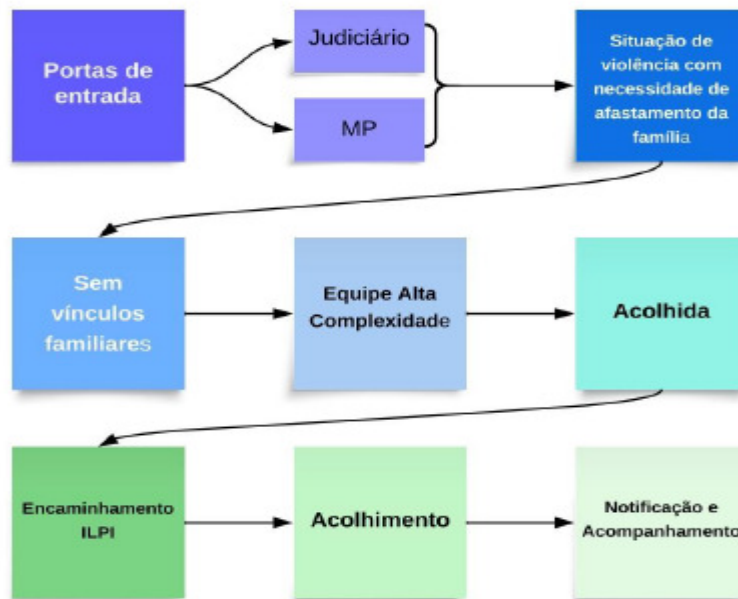 Portas de
entrada
Judiciário
MP
Situação de
violência com
necessidade de
afastamento da
família
Sem
vínculos
familiares
Equipe Alta
Complexidade
Acolhida
Encaminhamento
ILPI
Acolhimento
Notificação e
Acompanhamento